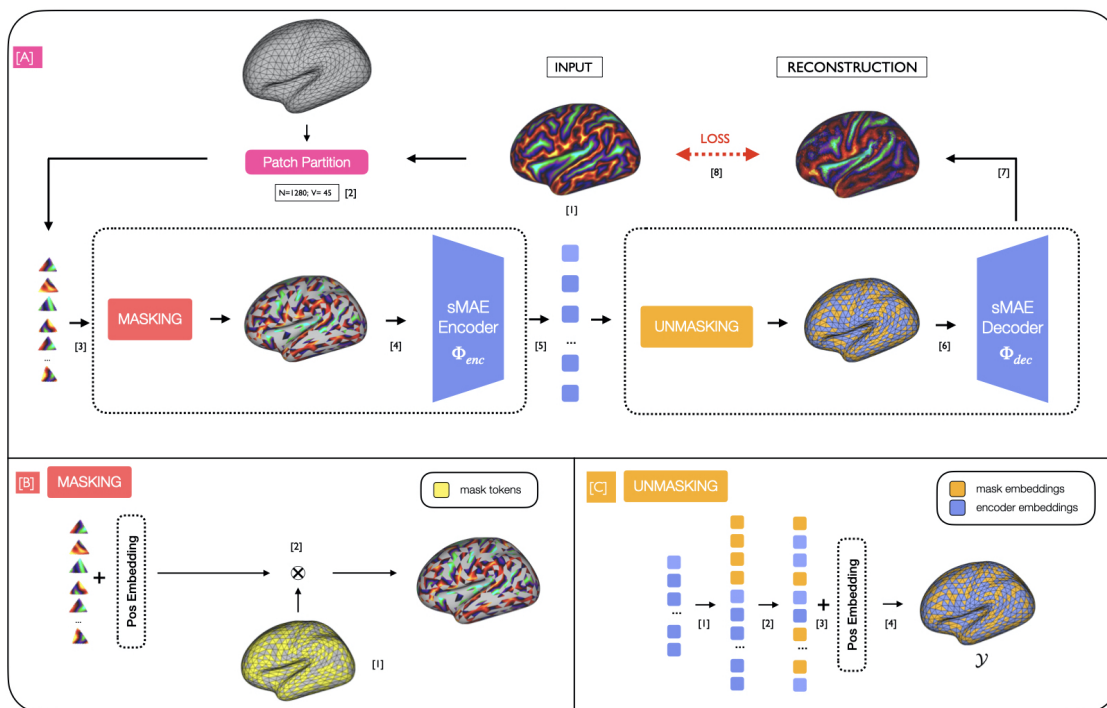 [A]
INPUT
RECONSTRUCTION
LOSS
[8]
Patch Partition
N=1280; V= 45
[2]
[1]
[7]
MASKING
[3]
[4]
sMAE
Encoder
Φenc
[5]
...
...
UNMASKING
[6]
sMAE
Decoder
Φdec
[B]
MASKING
mask tokens
+
Pos Embedding
...
[2]
⊗
[1]
[C]
UNMASKING
mask embeddings
encoder embeddings
...
[1]
...
[2]
...
...
+
[3]
Pos Embedding
[4]
𝒴